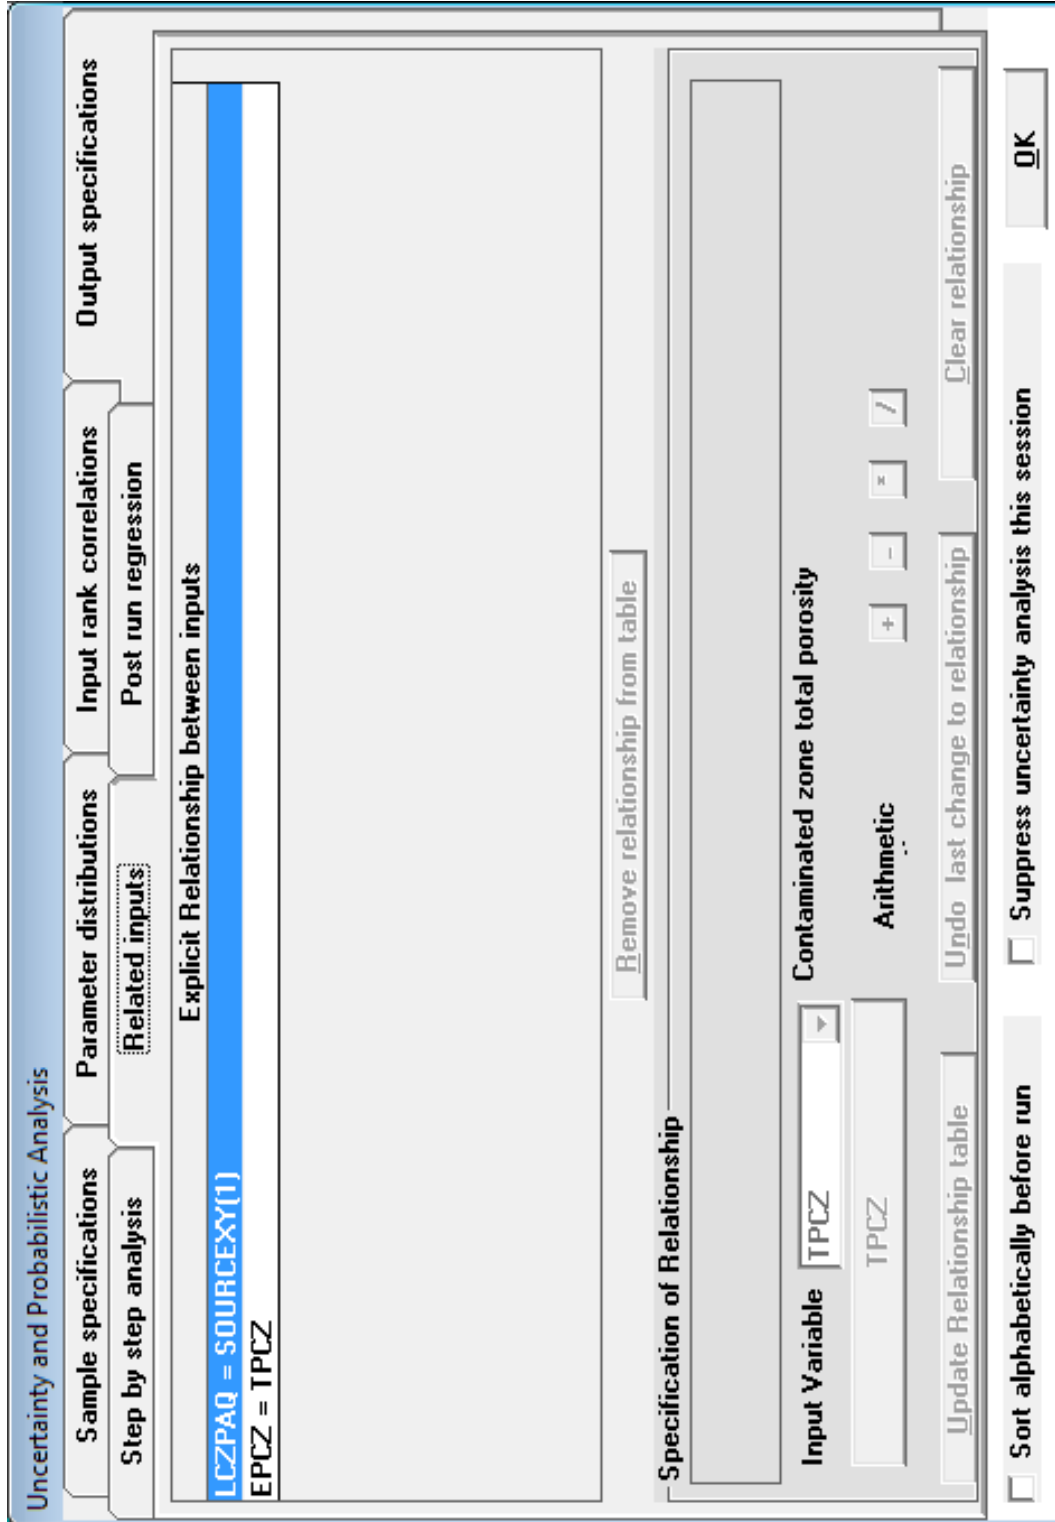 Uncertainty and Probabilistic Analysis
Sample specifications
Parameter distributions
Input rank correlations
Output specifications
Step by step analysis
Related inputs
Post run regression
Explicit Relationship between inputs
LCZPAQ = SOURCEXY(1)
EPCZ = TPCZ
Remove relationship from table
Specification of Relationship
Input Variable
TPCZ
Contaminated zone total porosity
TPCZ
Arithmetic
+ - * /
Update Relationship table
Undo last change to relationship
Clear relationship
Sort alphabetically before run
Suppress uncertainty analysis this session
OK